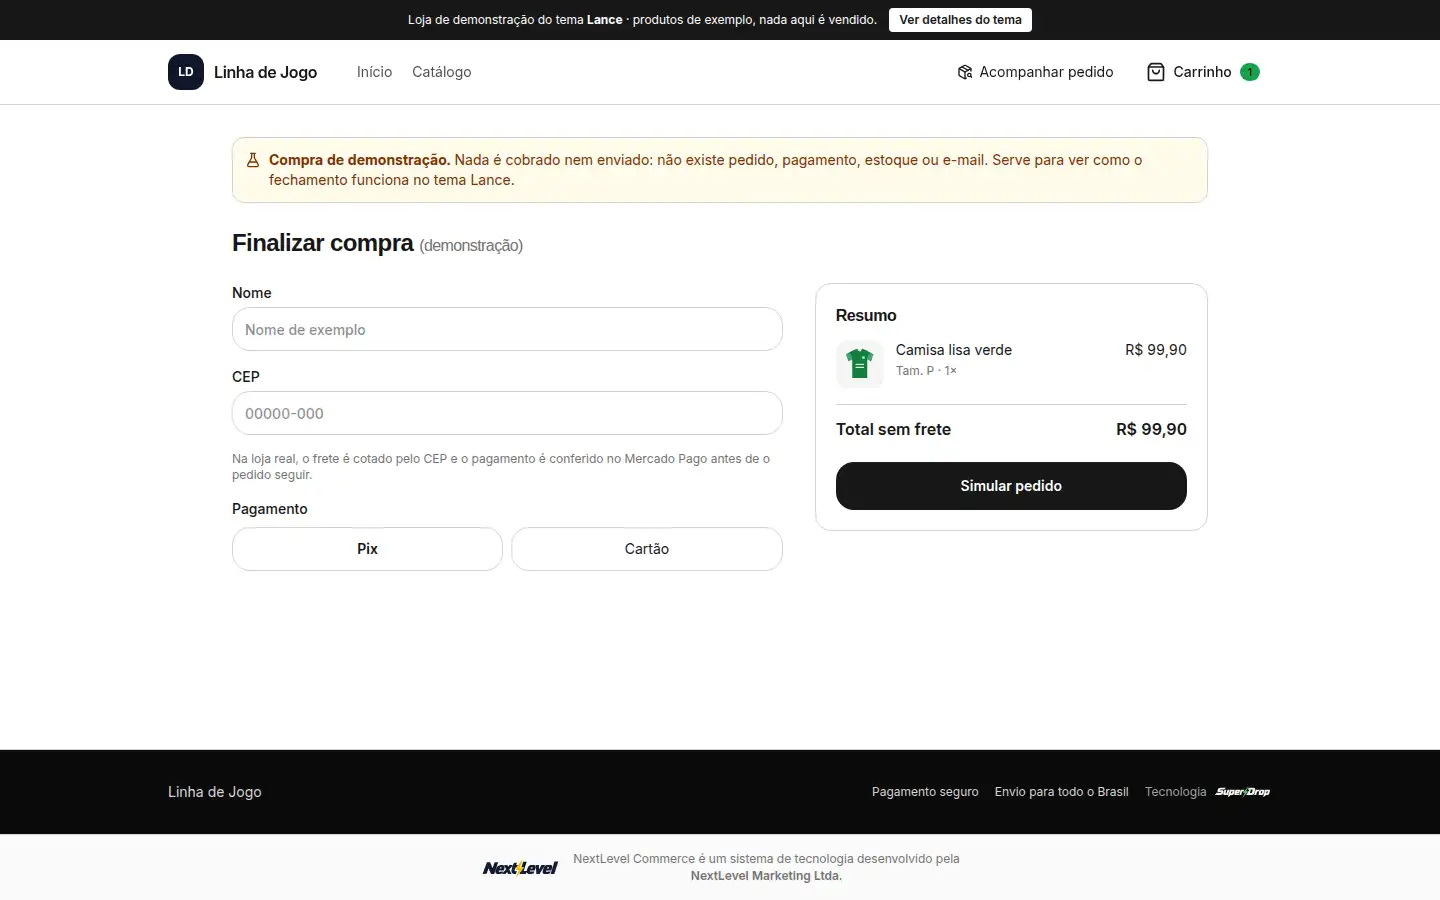 Loja de demonstração do tema Lance · produtos de exemplo, nada aqui é vendido. Ver detalhes do tema
LD Linha de Jogo Início Catálogo Acompanhar pedido Carrinho 1
Compra de demonstração. Nada é cobrado nem enviado: não existe pedido, pagamento, estoque ou e-mail. Serve para ver como o
fechamento funciona no tema Lance.
Finalizar compra (demonstração)
Nome
Nome de exemplo
CEP
00000-000
Na loja real, o frete é cotado pelo CEP e o pagamento é conferido no Mercado Pago antes de o
pedido seguir.
Pagamento
Pix Cartão
Resumo
Camisa lisa verde R$ 99,90
Tam. P · 1×
Total sem frete R$ 99,90
Simular pedido
Linha de Jogo Pagamento seguro Envio para todo o Brasil Tecnologia SuperDrop
NextLevel NextLevel Commerce é um sistema de tecnologia desenvolvido pela
NextLevel Marketing Ltda.